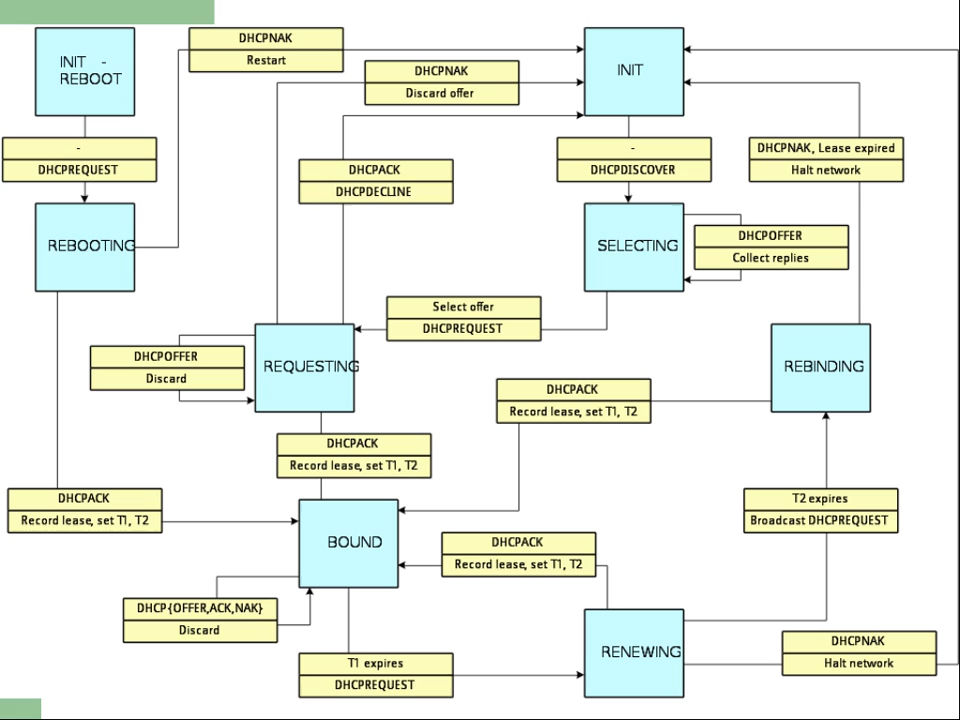 INIT -
REBOOT
DHCPNAK
Restart
INIT
DHCPNAK
Discard offer
-
DHCPREQUEST
DHCPACK
DHCPDECLINE
-
DHCPDISCOVER
DHCPNAK, Lease expired
Halt network
REBOOTING
SELECTING
DHCPOFFER
Collect replies
Select offer
DHCPREQUEST
DHCPOFFER
Discard
REQUESTING
REBINDING
DHCPACK
Record lease, set T1, T2
DHCPACK
Record lease, set T1, T2
DHCPACK
Record lease, set T1, T2
T2 expires
Broadcast DHCPREQUEST
BOUND
DHCPACK
Record lease, set T1, T2
DHCP{OFFER,ACK,NAK}
Discard
T1 expires
DHCPREQUEST
RENEWING
DHCPNAK
Halt network